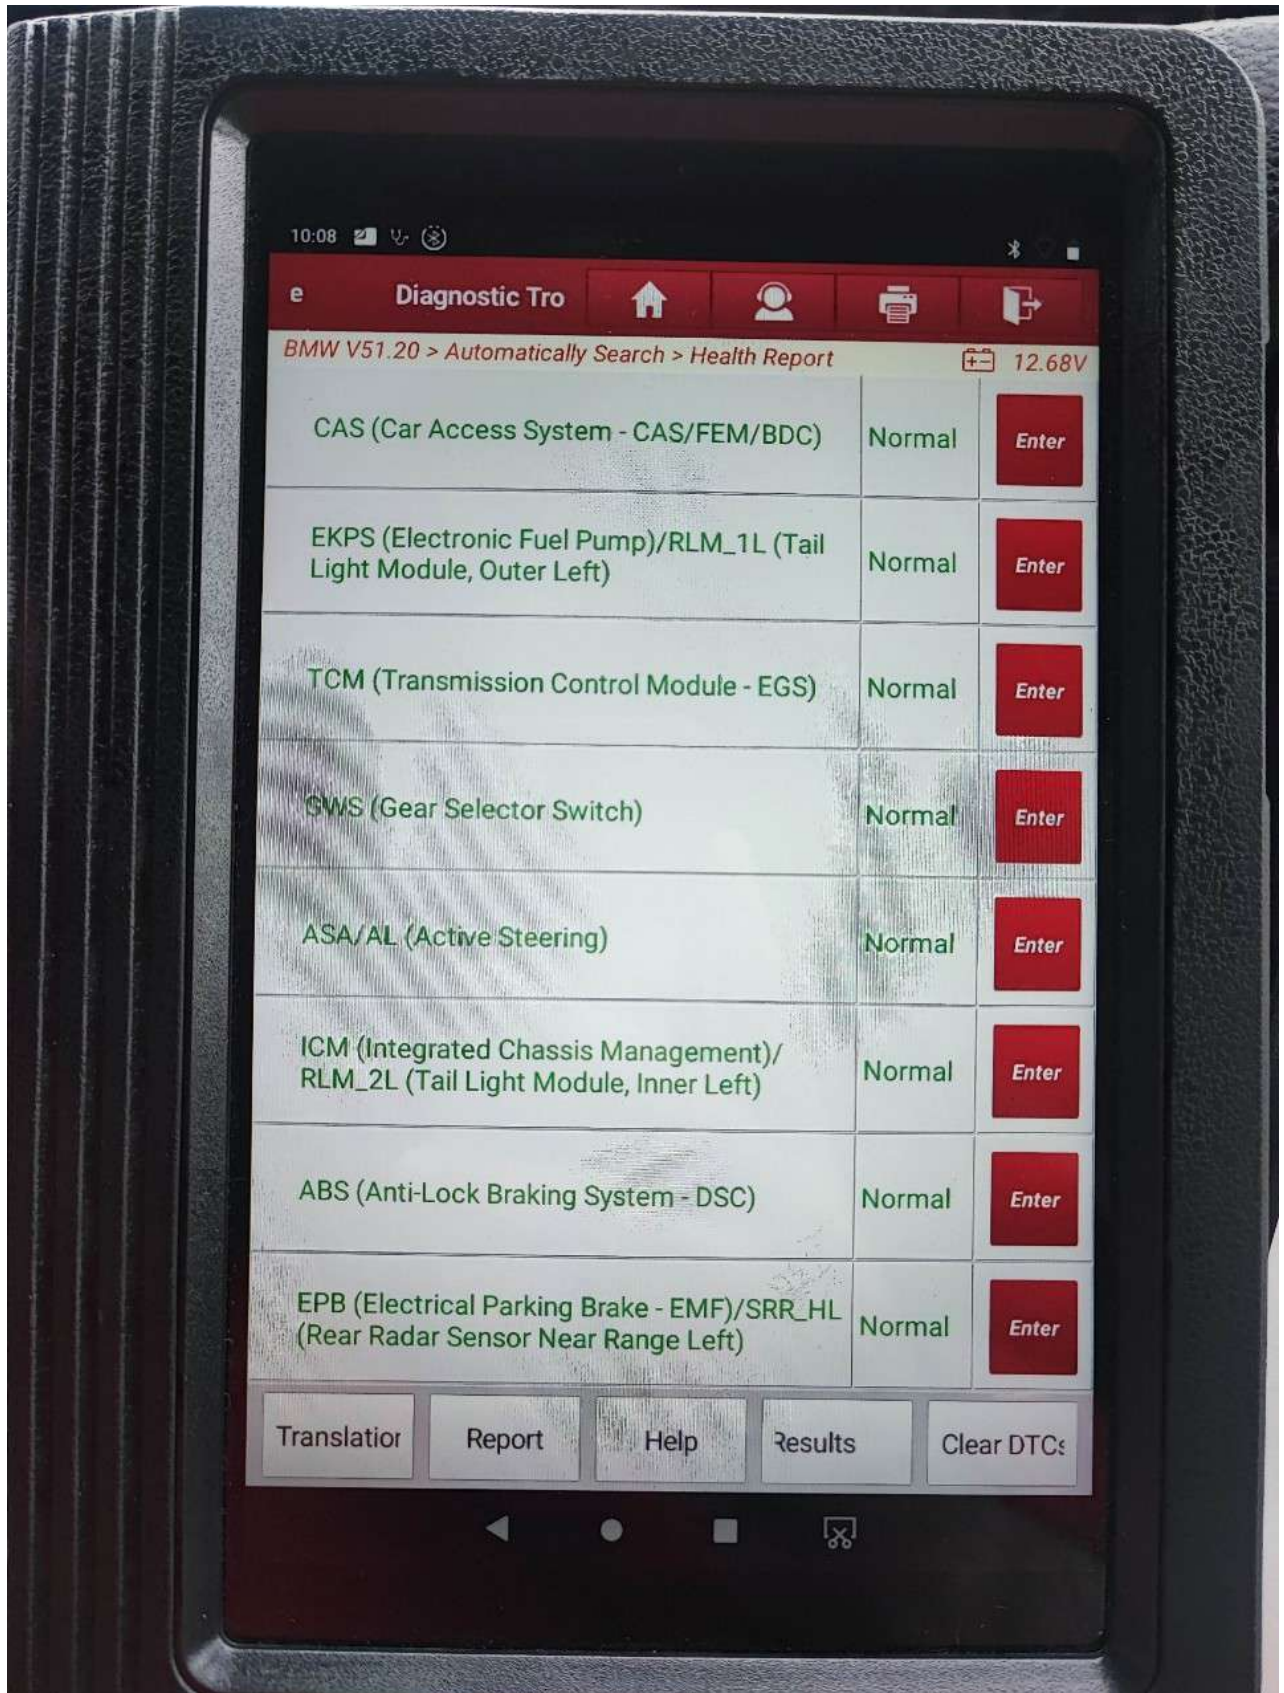 10:08
e Diagnostic Tro
BMW V51.20 > Automatically Search > Health Report 12.68V
CAS (Car Access System - CAS/FEM/BDC) Normal Enter
EKPS (Electronic Fuel Pump)/RLM_1L (Tail
Light Module, Outer Left) Normal Enter
TCM (Transmission Control Module - EGS) Normal Enter
GWS (Gear Selector Switch) Normal Enter
ASA/AL (Active Steering) Normal Enter
ICM (Integrated Chassis Management)/
RLM_2L (Tail Light Module, Inner Left) Normal Enter
ABS (Anti-Lock Braking System - DSC) Normal Enter
EPB (Electrical Parking Brake - EMF)/SRR_HL
(Rear Radar Sensor Near Range Left) Normal Enter
Translation Report Help Results Clear DTCs